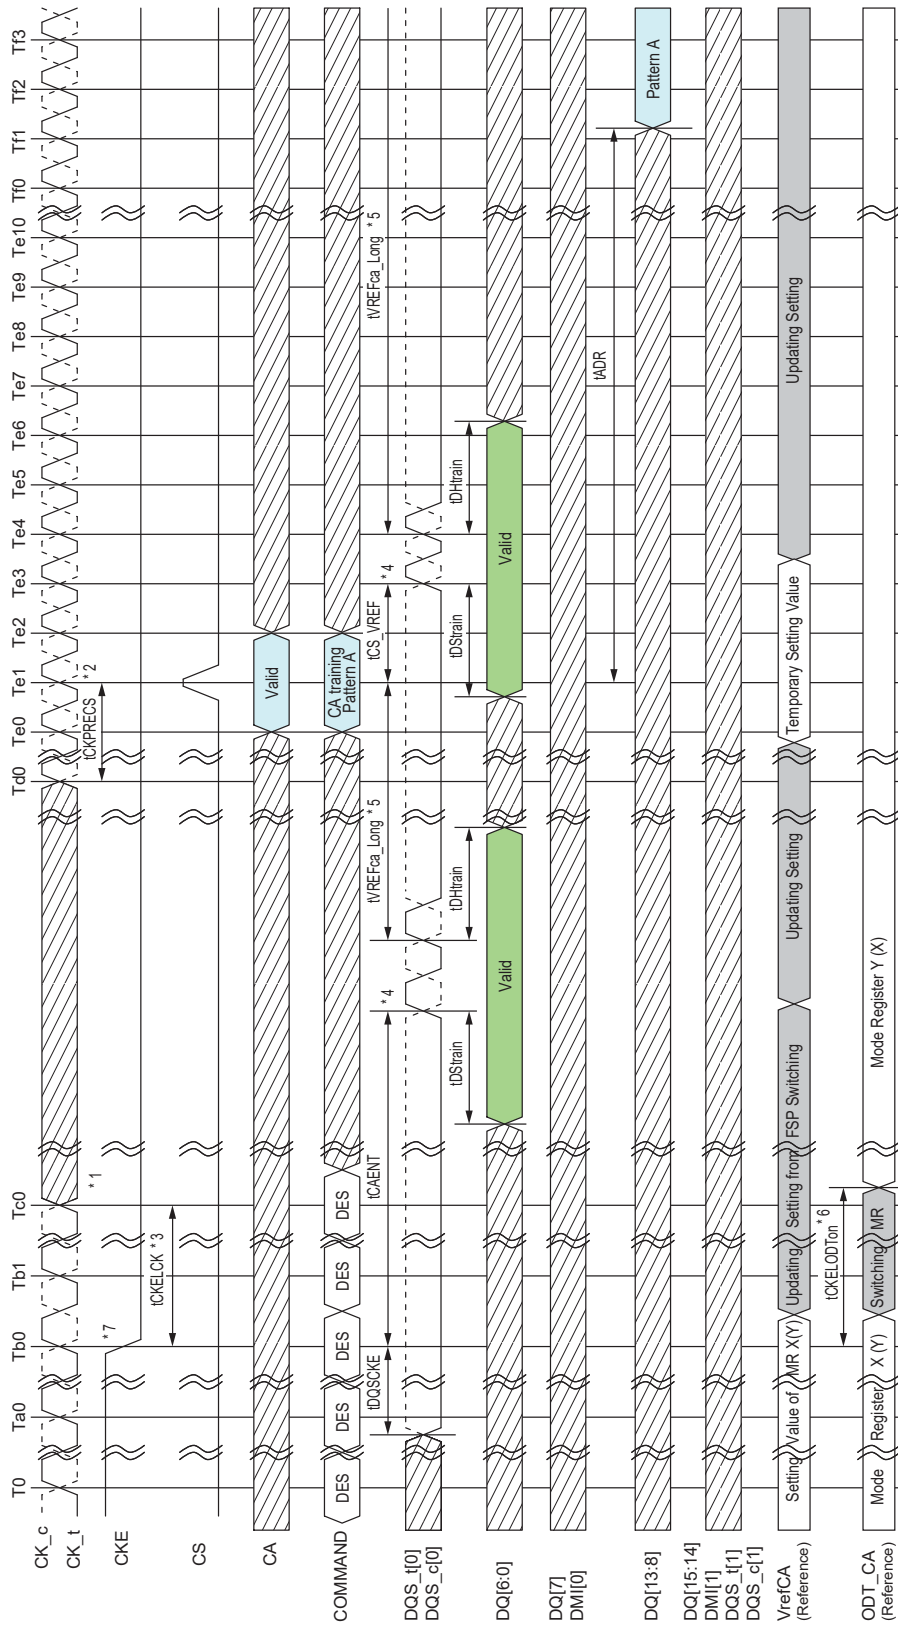 T0 Ta0 Tb0 Tb1 Tc0 Td0 Te0 Te1 Te2 Te3 Te4 Te5 Te6 Te7 Te8 Te9 Te10 Tf0 Tf1 Tf2 Tf3
CK_c
CK_t
* 1
tCKPRECS
* 2
CKE
* 7
tCKELCK * 3
CS
CA
Valid
COMMAND
DES DES DES DES DES
CA training
Pattern A
tDQSCKE
tCAENT
* 4
tVREFca_Long * 5
tCS_VREF
* 4
tVREFca_Long * 5
DQS_t[0]
DQS_c[0]
tDStrain
tDHtrain
tDStrain
tDHtrain
DQ[6:0]
Valid
Valid
DQ[7]
DMI[0]
tADR
DQ[13:8]
Pattern A
DQ[15:14]
DMI[1]
DQS_t[1]
DQS_c[1]
VrefCA
(Reference)
Setting Value of MR X(Y)
Updating Setting from FSP Switching
Updating Setting
Temporary Setting Value
Updating Setting
tCKELODTon * 6
ODT_CA
(Reference)
Mode Register X (Y)
Switching MR
Mode Register Y (X)